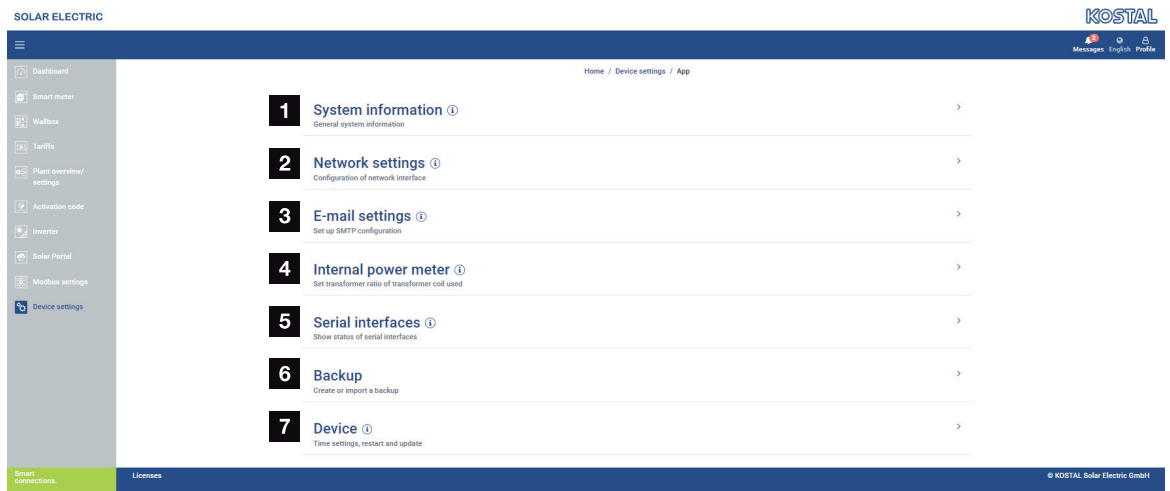 SOLAR ELECTRIC
KOSTAL
2
Messages English Profile
Dashboard
Smart meter
Wallbox
Tariffs
Plant overview/
settings
Activation code
Inverter
Solar Portal
Modbus settings
Device settings
Home / Device settings / App
1 System information
General system information
2 Network settings
Configuration of network interface
3 E-mail settings
Set up SMTP configuration
4 Internal power meter
Set transformer ratio of transformer coil used
5 Serial interfaces
Show status of serial interfaces
6 Backup
Create or import a backup
7 Device
Time settings, restart and update
Smart
connections.
Licenses
© KOSTAL Solar Electric GmbH